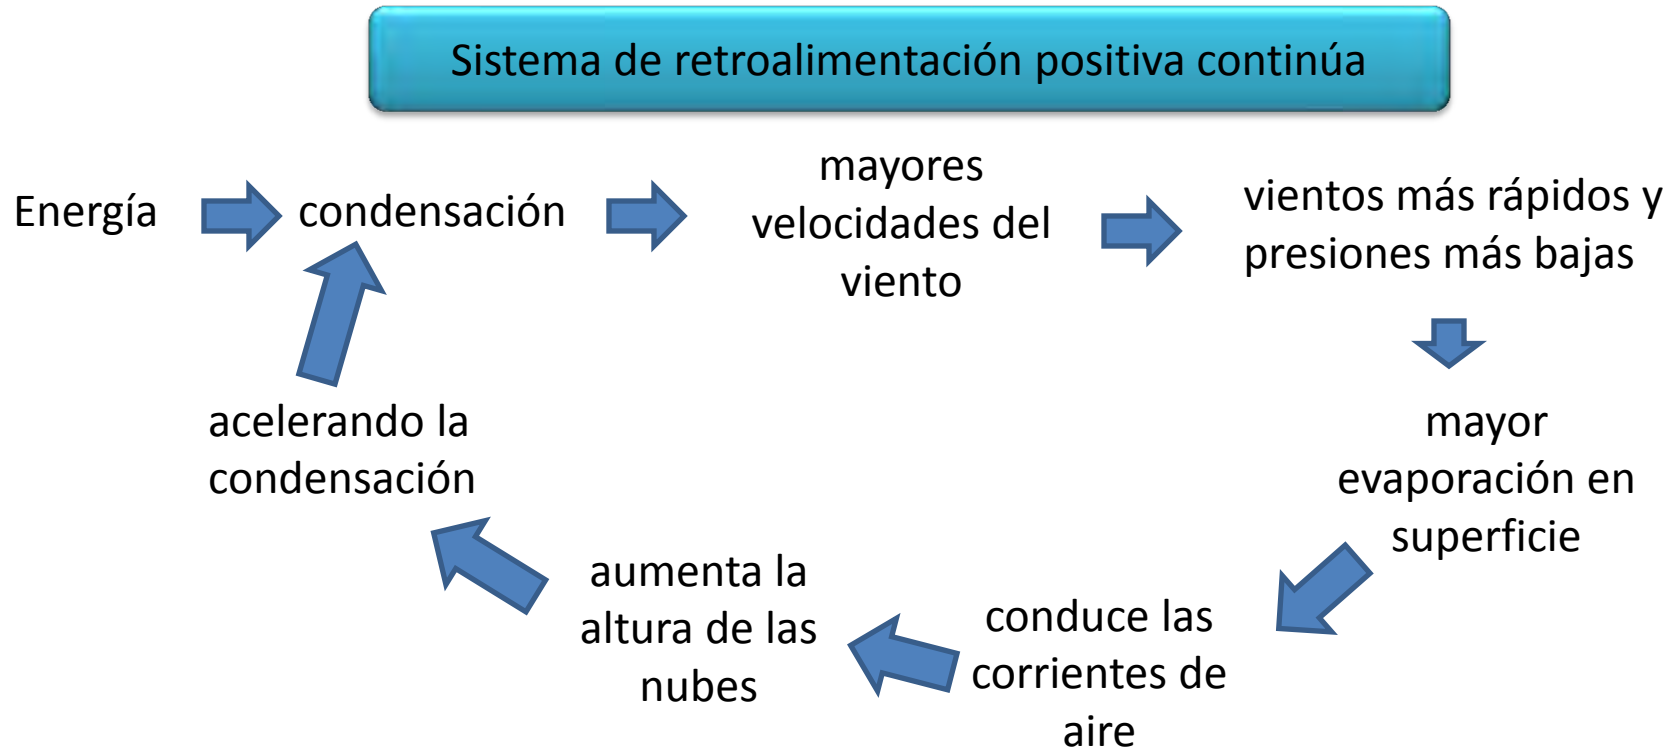 Sistema de retroalimentación positiva continúa
Energía
condensación
mayores
velocidades del
viento
vientos más rápidos y
presiones más bajas
mayor
evaporación en
superficie
conduce las
corrientes de
aire
aumenta la
altura de las
nubes
acelerando la
condensación